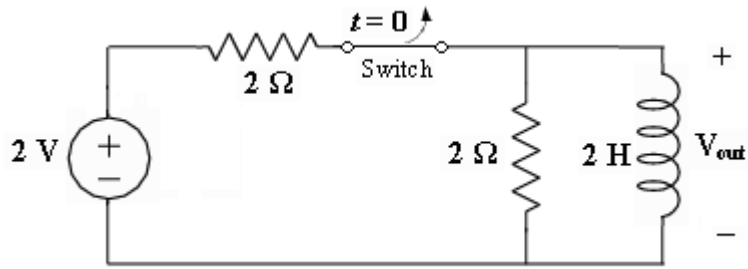 t = 0
Switch
2 Ω
+
2 V
+
−
2 Ω
2 H
V_out
−